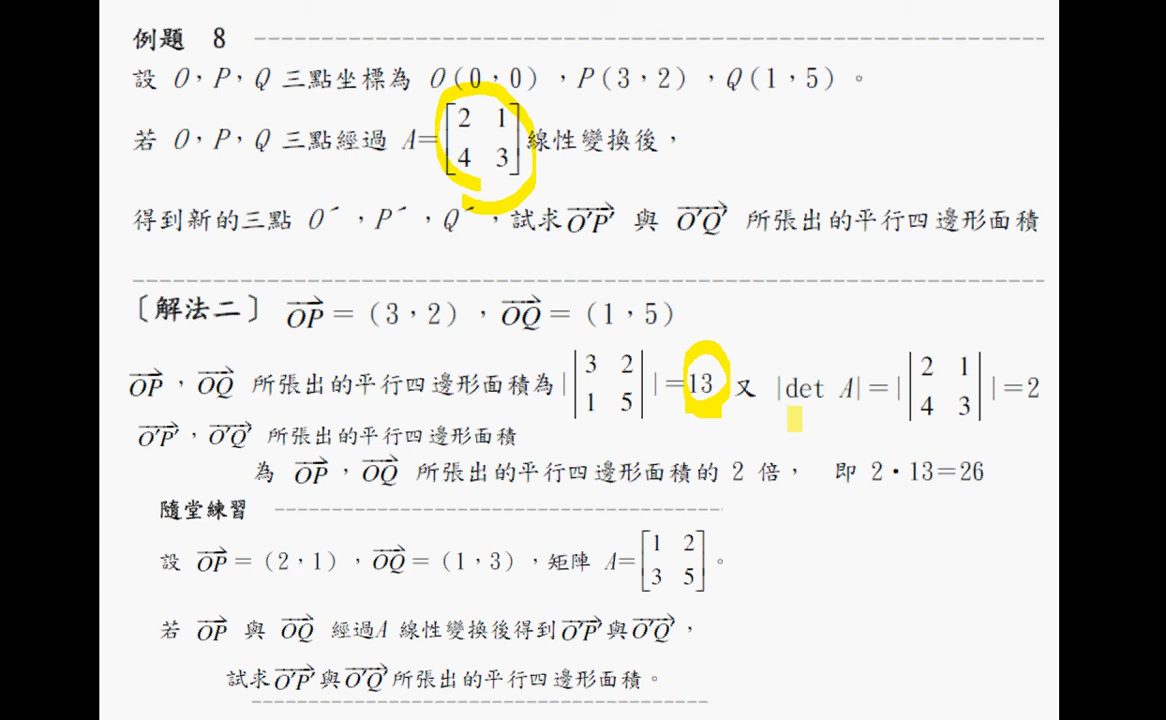 例題 8
設 O，P，Q 三點坐標為 O(0，0)，P(3，2)，Q(1，5)。
若 O，P，Q 三點經過 A=[2 1
4 3]線性變換後，
得到新的三點 O´，P´，Q´，試求O'P' 與 O'Q' 所張出的平行四邊形面積
〔解法二〕OP=(3，2)，OQ=(1，5)
OP，OQ 所張出的平行四邊形面積為||3 2
1 5||=13 又 |det A|=||2 1
4 3||=2
O'P'，O'Q' 所張出的平行四邊形面積
為 OP，OQ 所張出的平行四邊形面積的 2 倍， 即 2·13=26
隨堂練習
設 OP=(2，1)，OQ=(1，3)，矩陣 A=[1 2
3 5]。
若 OP 與 OQ 經過A 線性變換後得到O'P'與O'Q'，
試求O'P'與O'Q'所張出的平行四邊形面積。